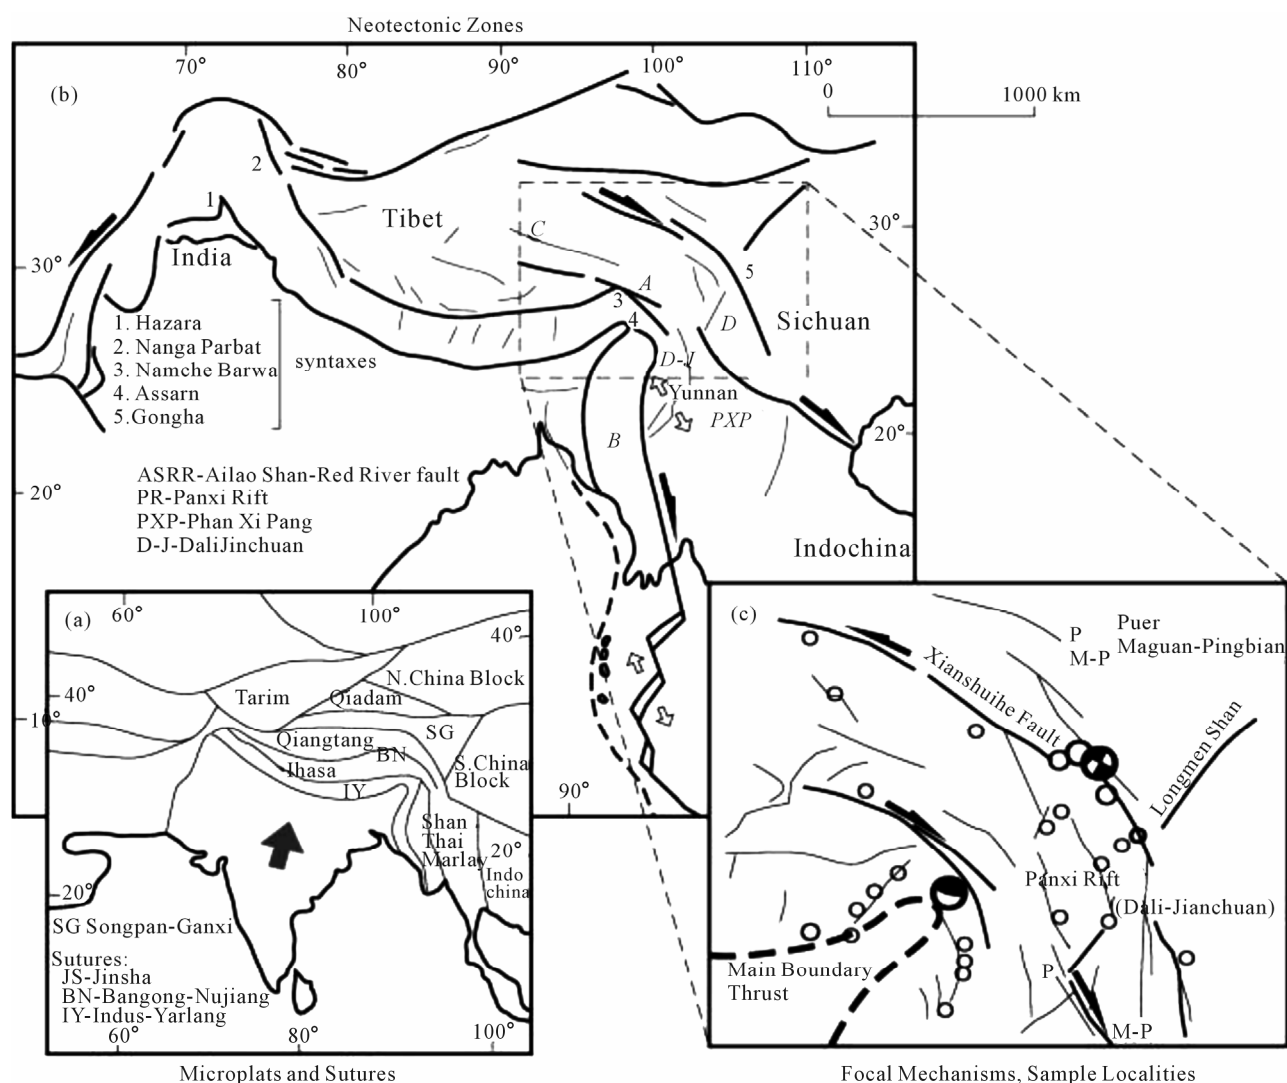 Neotectonic Zones
70° 80° 90° 100° 110°
(b)
0 1000 km
2
1
Tibet
C
30°
India
30°
A
3
5
4
D
Sichuan
1. Hazara
2. Nanga Parbat
3. Namche Barwa
4. Assarn
5. Gongha
syntaxes
D-J
Yunnan
PXP
B
20°
ASRR-Ailao Shan-Red River fault
PR-Panxi Rift
PXP-Phan Xi Pang
D-J-DaliJinchuan
20°
Indochina
10°
90°
(a)
60° 100°
40°
Tarim
Qiadam
N.China Block
40°
Qiangtang
SG
BN
Ihasa
S.China
Block
IY
Shan
Thai
Marlay
20°
Indo
china
20°
SG Songpan-Ganxi
Sutures:
JS-Jinsha
BN-Bangong-Nujiang
IY-Indus-Yarlang
60° 80° 100°
Microplats and Sutures
(c)
P Puer
M-P Maguan-Pingbian
Xianshuihe Fault
Longmen Shan
Panxi Rift
(Dali-Jianchuan)
Main Boundary
Thrust
P
M-P
Focal Mechanisms, Sample Localities